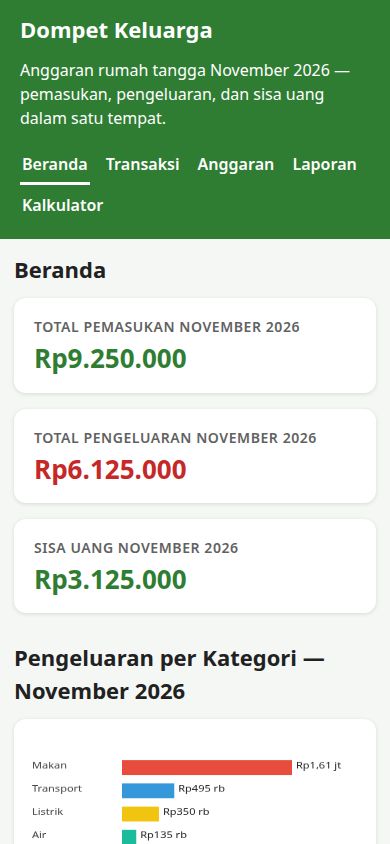 Dompet Keluarga
Anggaran rumah tangga November 2026 —
pemasukan, pengeluaran, dan sisa uang
dalam satu tempat.
Beranda Transaksi Anggaran Laporan
Kalkulator
Beranda
TOTAL PEMASUKAN NOVEMBER 2026
Rp9.250.000
TOTAL PENGELUARAN NOVEMBER 2026
Rp6.125.000
SISA UANG NOVEMBER 2026
Rp3.125.000
Pengeluaran per Kategori —
November 2026
Makan Rp1,61 jt
Transport Rp495 rb
Listrik Rp350 rb
Air Rp135 rb